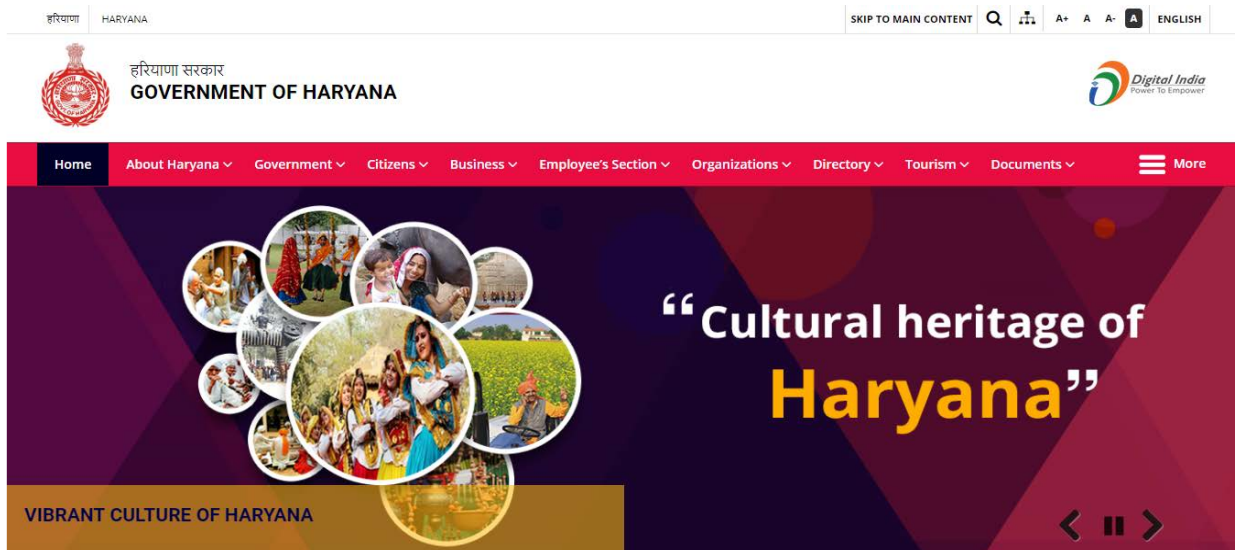 हरियाणा HARYANA SKIP TO MAIN CONTENT A+ A A- A ENGLISH
हरियाणा सरकार
GOVERNMENT OF HARYANA
Digital India
Power To Empower
Home About Haryana Government Citizens Business Employee's Section Organizations Directory Tourism Documents More
“Cultural heritage of
Haryana”
VIBRANT CULTURE OF HARYANA